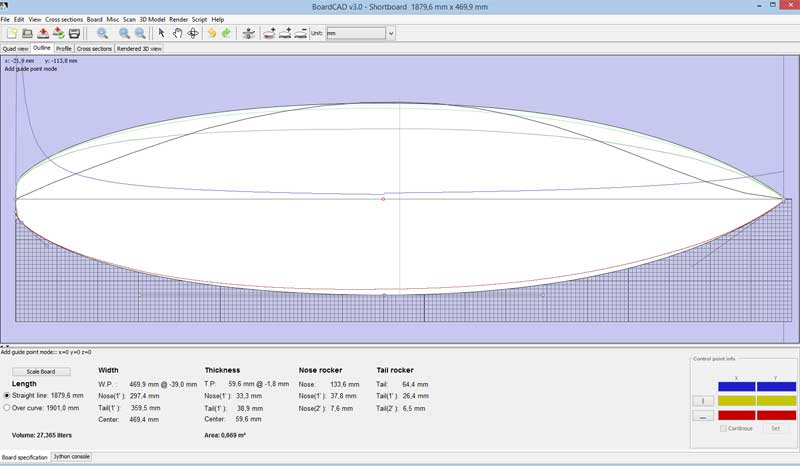 BoardCAD v3.0 - Shortboard 1879,6 mm x 469,9 mm
File Edit View Cross sections Board Misc Scan 3D Model Render Script Help
Unit: mm
Quad view Outline Profile Cross sections Rendered 3D view
x: -21,9 mm y: -113,8 mm
Add guide point mode
Add guide point mode:: x=0 y=0 z=0
Scale Board
Length
Straight line: 1879,6 mm
Over curve: 1901,0 mm
Volume: 27,365 liters
Width
W.P. : 469,9 mm @ -39,0 mm
Nose(1'): 297,4 mm
Tail(1') : 359,5 mm
Center: 469,4 mm
Thickness
T.P: 59,6 mm @ -1,8 mm
Nose(1'): 33,3 mm
Tail(1'): 38,9 mm
Center: 59,6 mm
Area: 0,669 m²
Nose rocker
Nose: 133,6 mm
Nose(1'): 37,8 mm
Nose(2'): 7,6 mm
Tail rocker
Tail: 64,4 mm
Tail(1'): 26,4 mm
Tail(2'): 6,5 mm
Control point info
X Y
Continous Set
Board specification Jython console